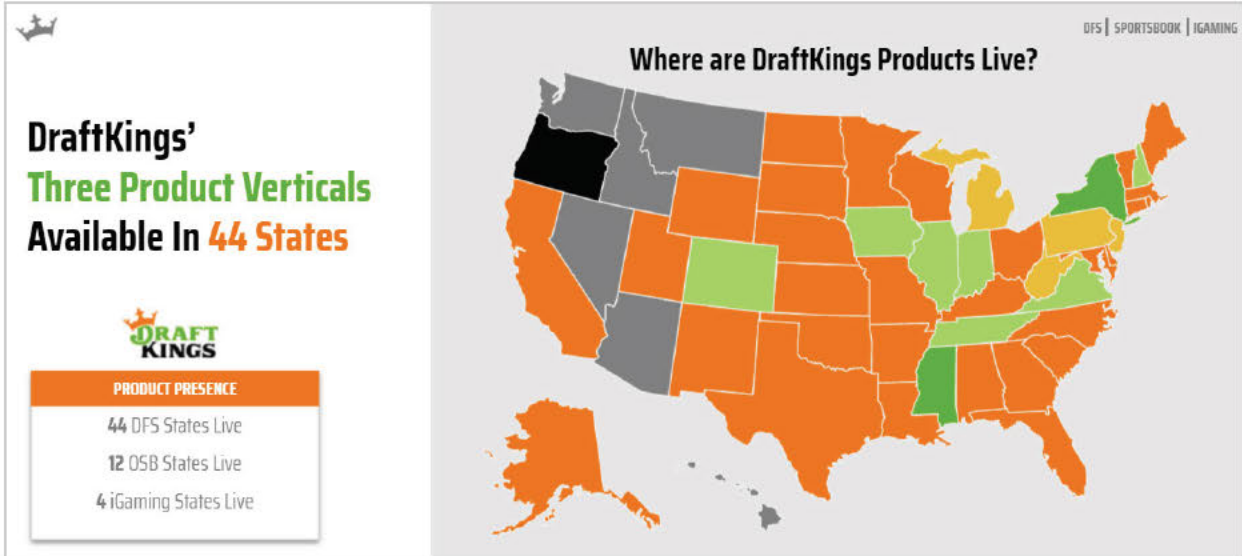 DFS | SPORTSBOOK | IGAMING
Where are DraftKings Products Live?
DraftKings'
Three Product Verticals
Available In 44 States
DRAFT
KINGS
PRODUCT PRESENCE
44 DFS States Live
12 OSB States Live
4 iGaming States Live